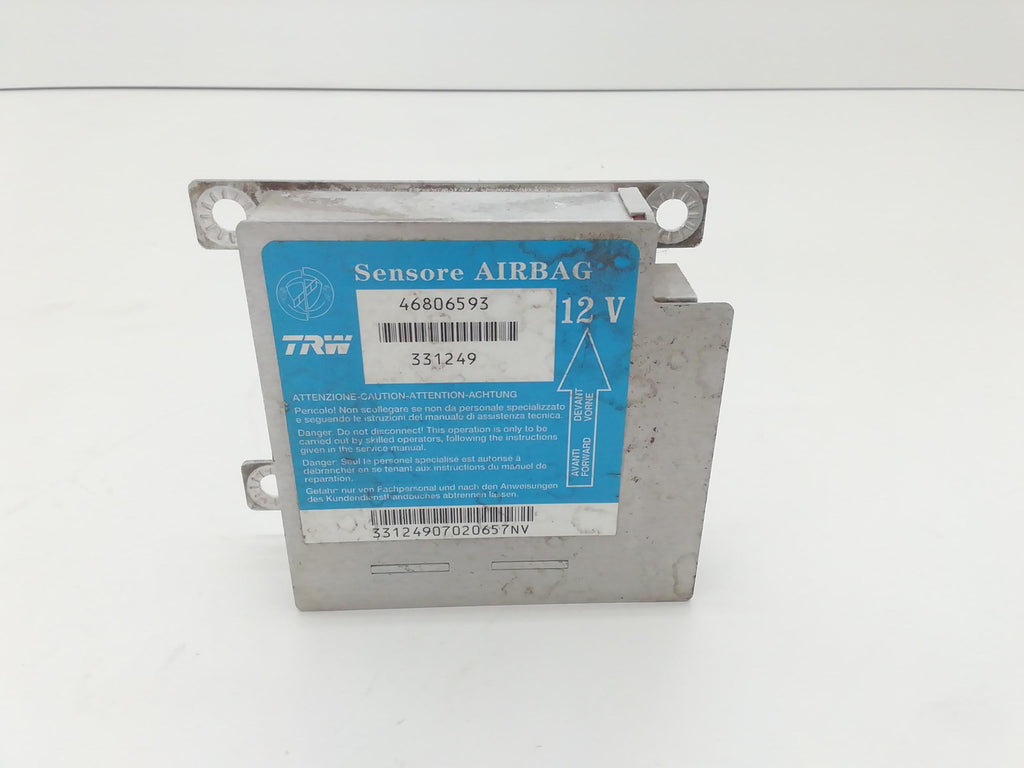 Sensore AIRBAG
46806593
12 V
TRW
331249
ATTENZIONE-CAUTION-ATTENTION-ACHTUNG
Pericolo! Non scollegare se non da personale specializzato
e seguendo le istruzioni del manuale di assistenza tecnica.
Danger. Do not disconnect! This operation is only to be
carried out by skilled operators, following the instructions
given in the service manual.
Danger. Seul le personel spécialisé est autorisé à
débrancher en se tenant aux instructions du manuel de
reparation.
Gefahr nur von Fachpersonal und nach den Anweisungen
des Kundendiensthandbuches abtrennen lassen.
AVANTI DEVANT
FORWARD VORNE
33124907020657NV